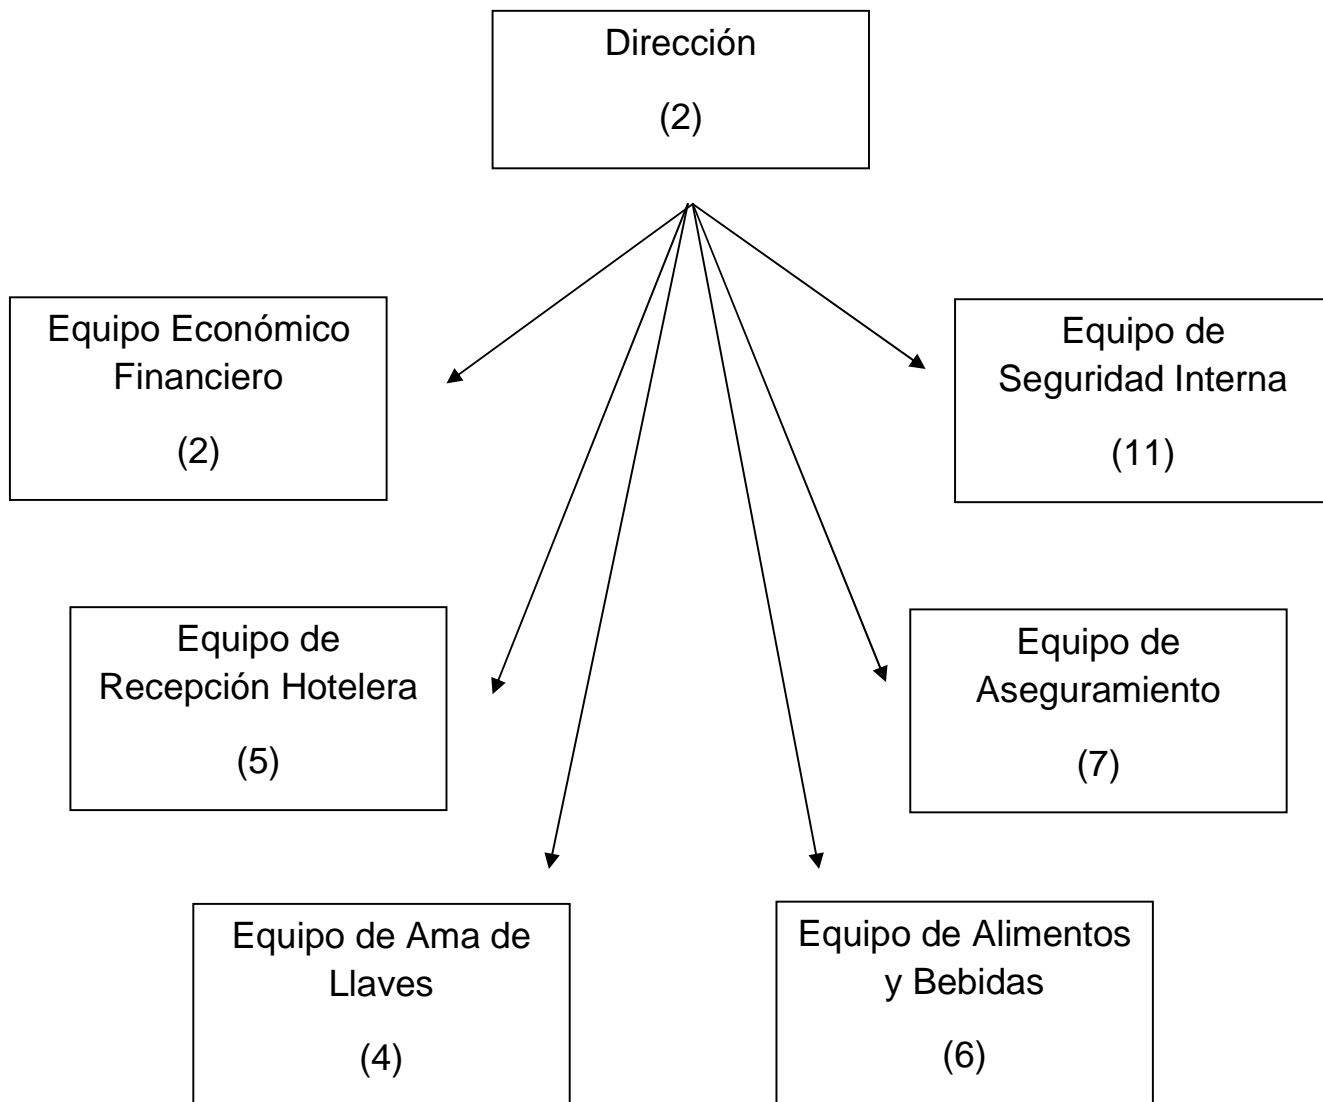 Dirección
(2)
Equipo Económico
Financiero
(2)
Equipo de
Seguridad Interna
(11)
Equipo de
Recepción Hotelera
(5)
Equipo de
Aseguramiento
(7)
Equipo de Ama de
Llaves
(4)
Equipo de Alimentos
y Bebidas
(6)